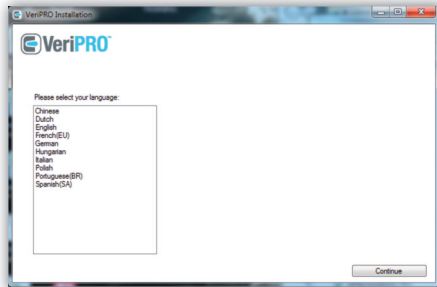 VeriPRO Installation
VeriPRO™
Please select your language:
Chinese
Dutch
English
French(EU)
German
Hungarian
Italian
Polish
Portuguese(BR)
Spanish(SA)
Continue